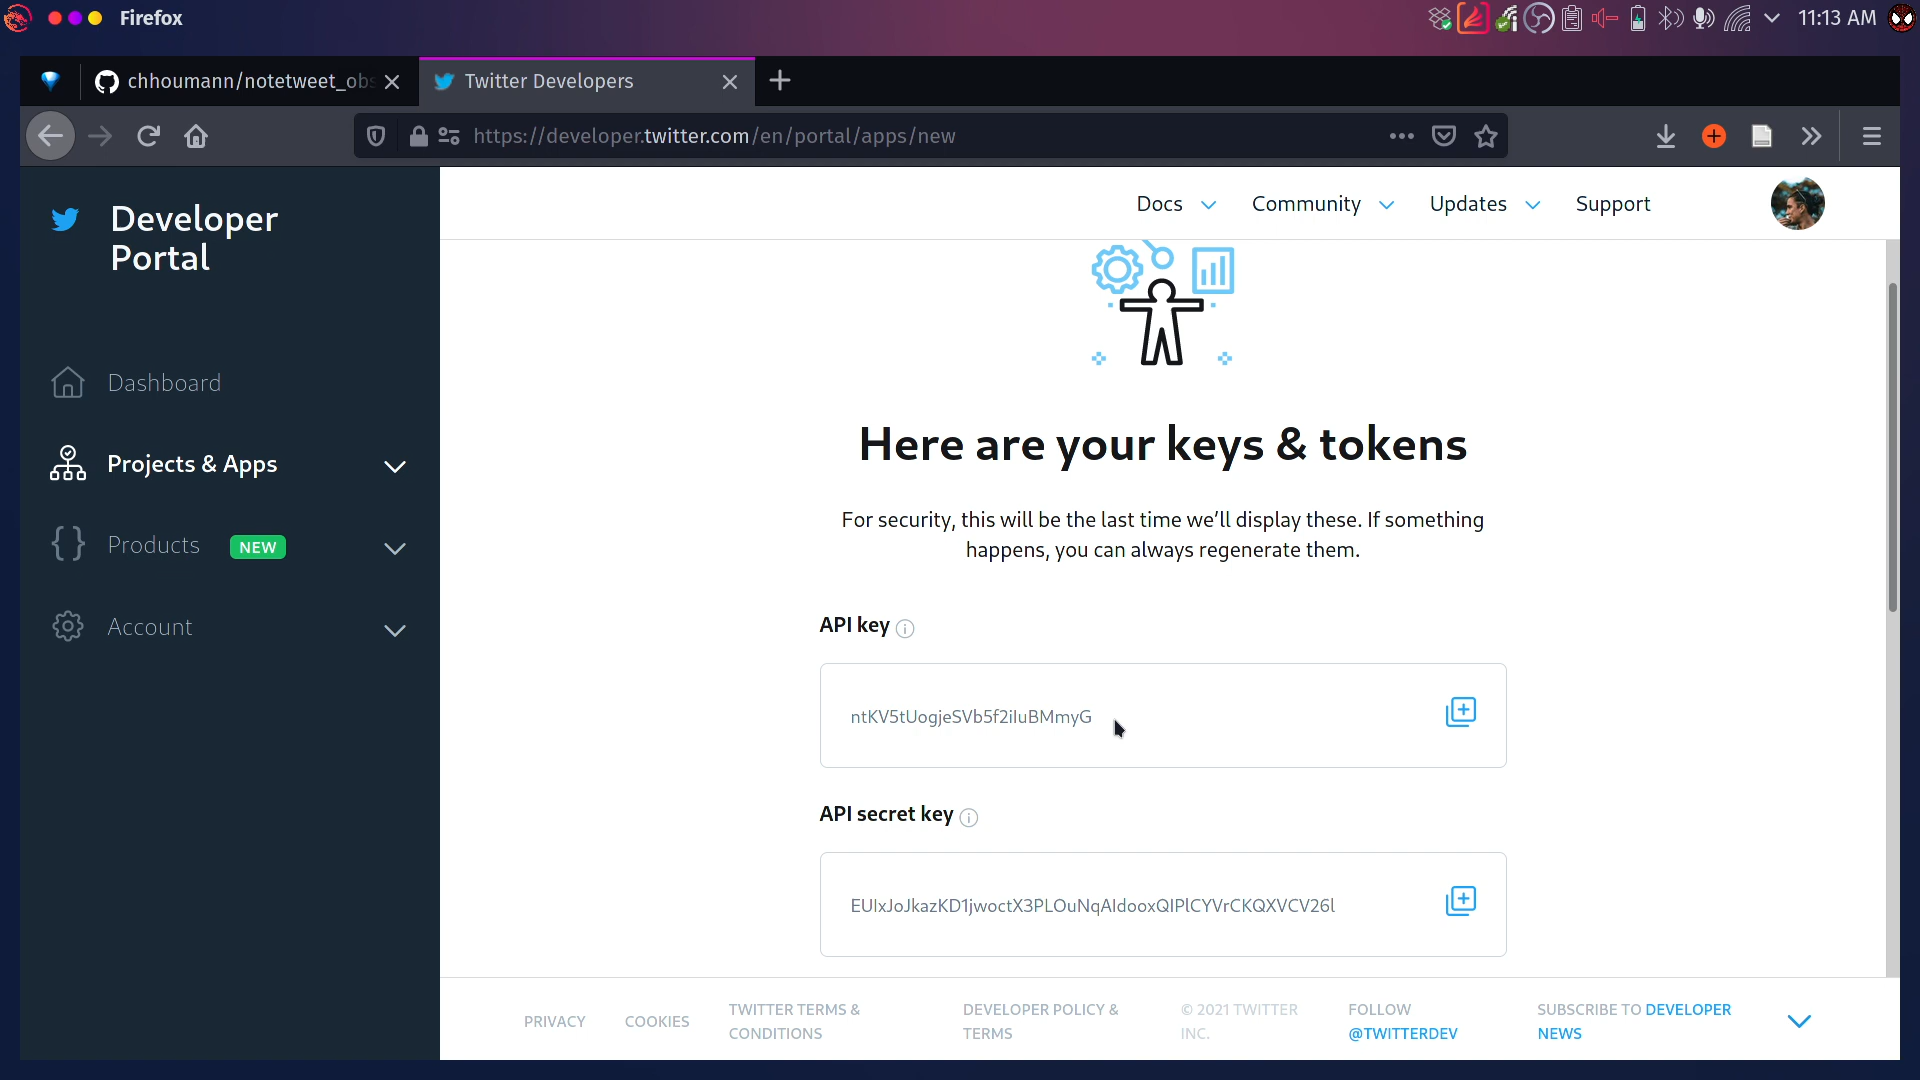 Firefox
11:13 AM
chhoumann/notetweet_obs
Twitter Developers
https://developer.twitter.com/en/portal/apps/new
Developer
Portal
Docs
Community
Updates
Support
Dashboard
Projects & Apps
Products
NEW
Account
Here are your keys & tokens
For security, this will be the last time we'll display these. If something
happens, you can always regenerate them.
API key
ntKV5tUogjeSVb5f2iluBMmyG
API secret key
EUlxJoJkazKD1jwoctX3PLOuNqAldooxQIPlCYVrCKQXVCV26l
PRIVACY
COOKIES
TWITTER TERMS &
CONDITIONS
DEVELOPER POLICY &
TERMS
© 2021 TWITTER
INC.
FOLLOW
@TWITTERDEV
SUBSCRIBE TO DEVELOPER
NEWS